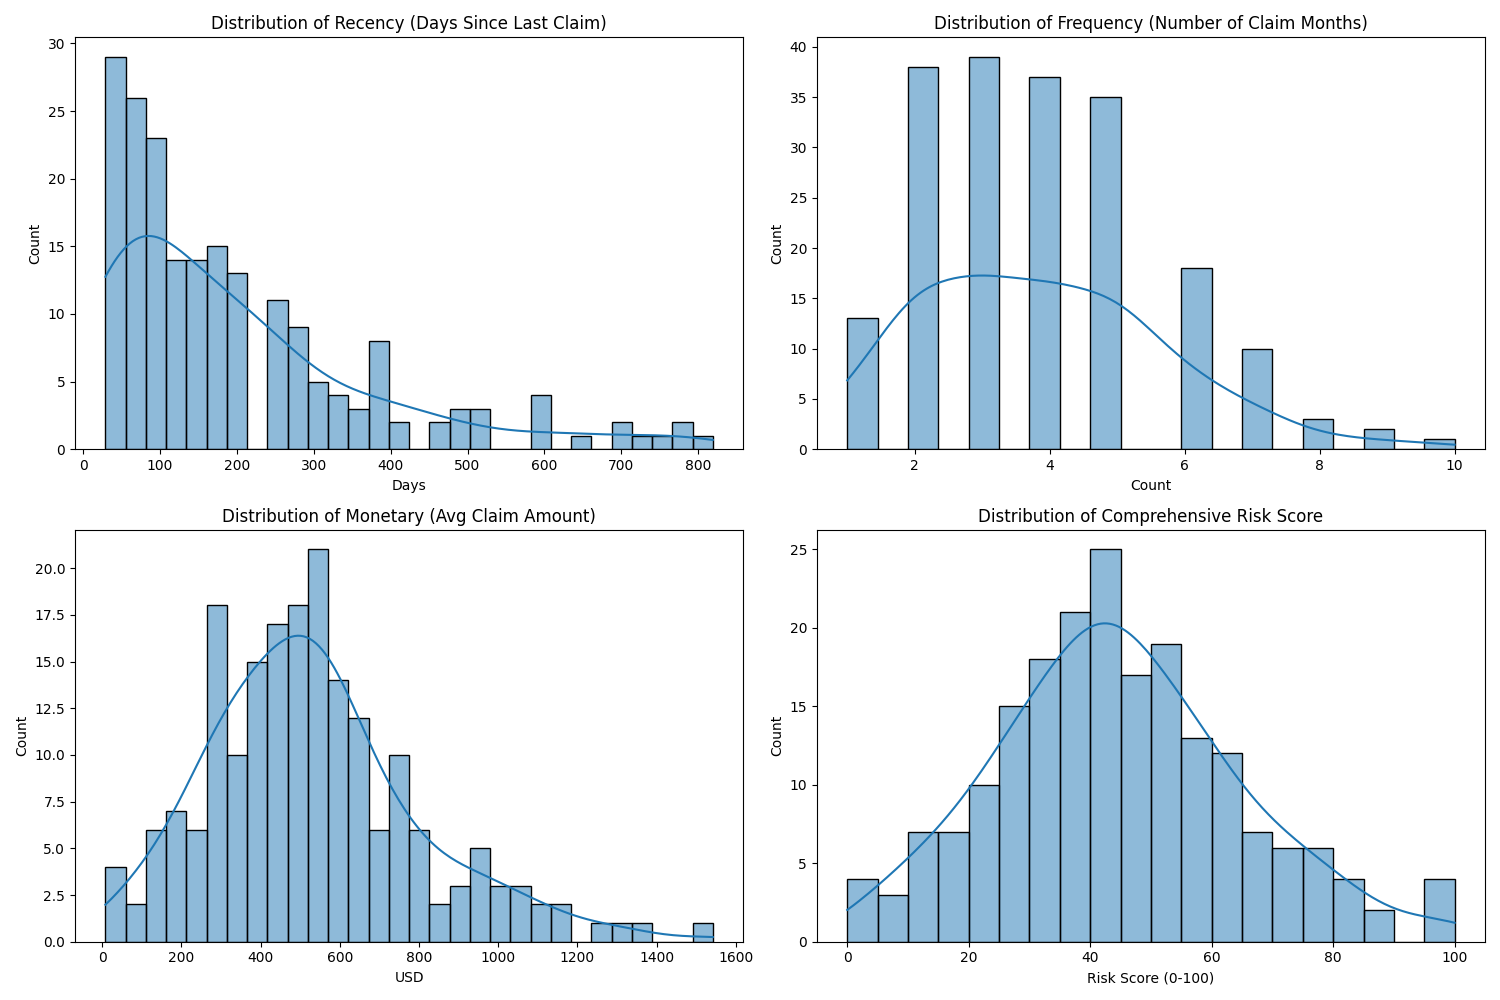 Distribution of Recency (Days Since Last Claim)
30
25
20
15
10
5
0
Count
0 100 200 300 400 500 600 700 800
Days
Distribution of Frequency (Number of Claim Months)
40
35
30
25
20
15
10
5
0
Count
2 4 6 8 10
Count
Distribution of Monetary (Avg Claim Amount)
20.0
17.5
15.0
12.5
10.0
7.5
5.0
2.5
0.0
Count
0 200 400 600 800 1000 1200 1400 1600
USD
Distribution of Comprehensive Risk Score
25
20
15
10
5
0
Count
0 20 40 60 80 100
Risk Score (0-100)